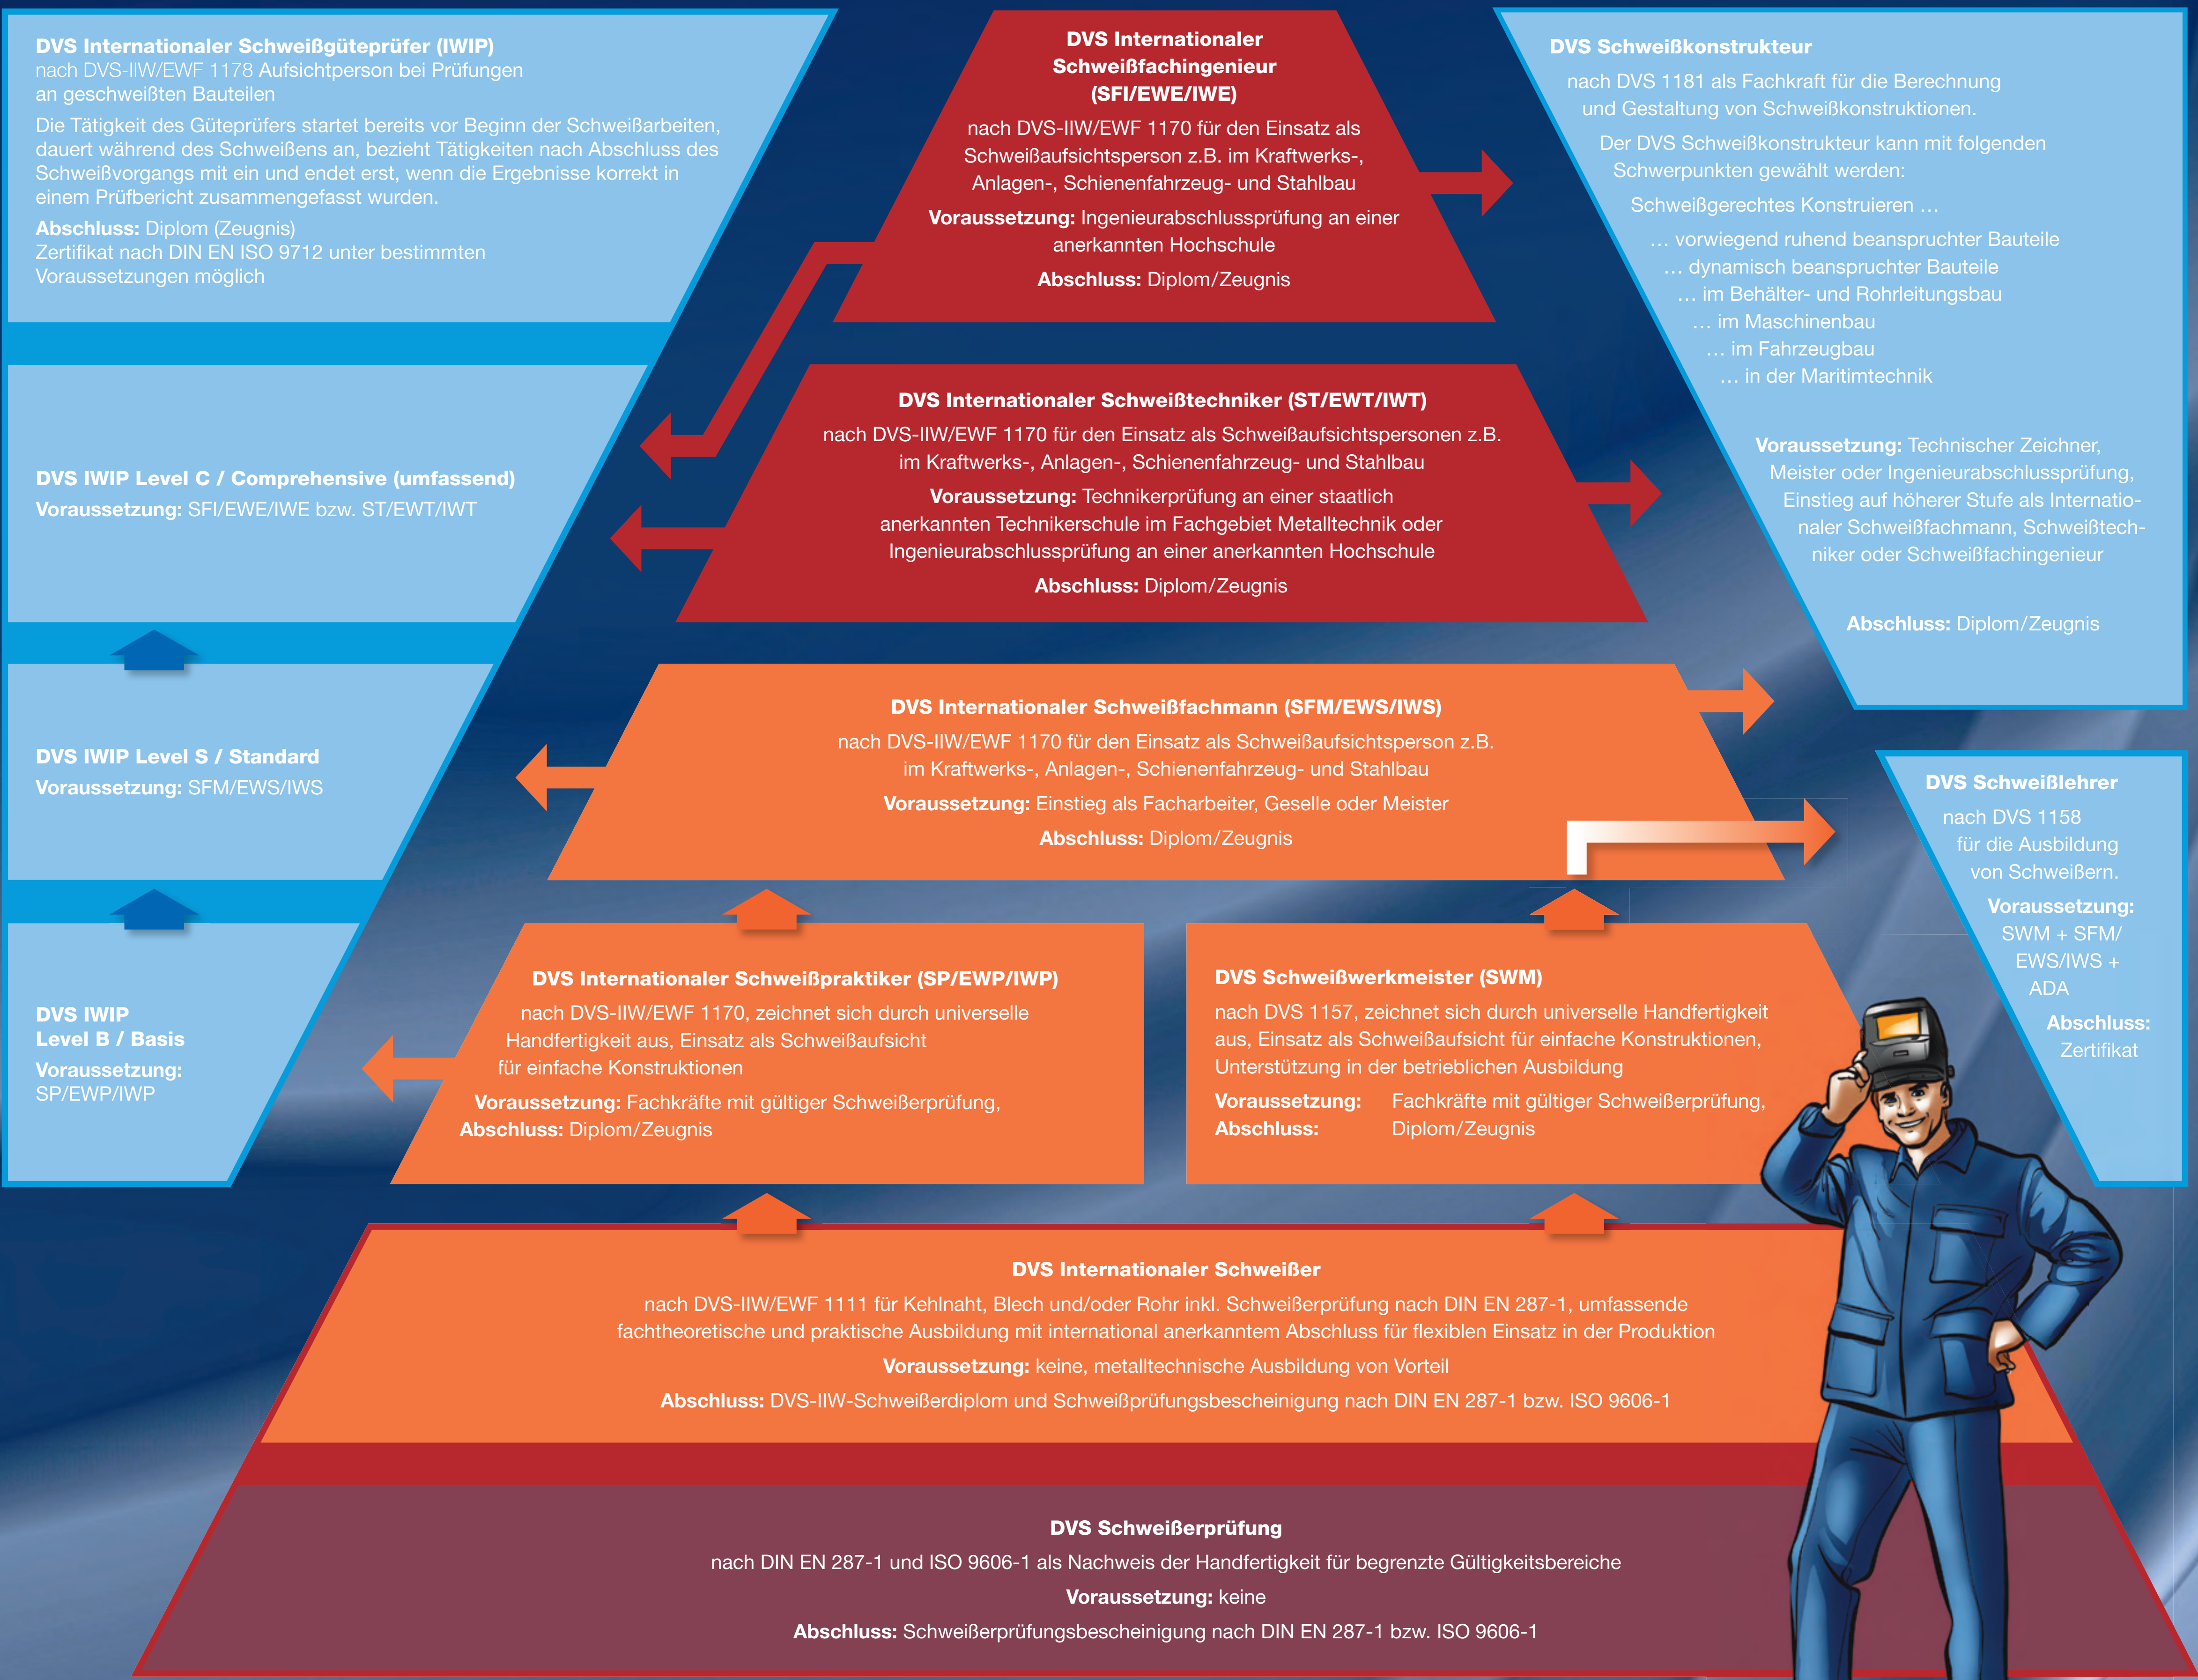 DVS Internationaler Schweißgüteprüfer (IWIP)
nach DVS-IIW/EWF 1178 Aufsichtperson bei Prüfungen
an geschweißten Bauteilen
Die Tätigkeit des Güteprüfers startet bereits vor Beginn der Schweißarbeiten,
dauert während des Schweißens an, bezieht Tätigkeiten nach Abschluss des
Schweißvorgangs mit ein und endet erst, wenn die Ergebnisse korrekt in
einem Prüfbericht zusammengefasst wurden.
Abschluss: Diplom (Zeugnis)
Zertifikat nach DIN EN ISO 9712 unter bestimmten
Voraussetzungen möglich
DVS IWIP Level C / Comprehensive (umfassend)
Voraussetzung: SFI/EWE/IWE bzw. ST/EWT/IWT
DVS IWIP Level S / Standard
Voraussetzung: SFM/EWS/IWS
DVS IWIP
Level B / Basis
Voraussetzung:
SP/EWP/IWP
DVS Internationaler
Schweißfachingenieur
(SFI/EWE/IWE)
nach DVS-IIW/EWF 1170 für den Einsatz als
Schweißaufsichtsperson z.B. im Kraftwerks-,
Anlagen-, Schienenfahrzeug- und Stahlbau
Voraussetzung: Ingenieurabschlussprüfung an einer
anerkannten Hochschule
Abschluss: Diplom/Zeugnis
DVS Internationaler Schweißtechniker (ST/EWT/IWT)
nach DVS-IIW/EWF 1170 für den Einsatz als Schweißaufsichtspersonen z.B.
im Kraftwerks-, Anlagen-, Schienenfahrzeug- und Stahlbau
Voraussetzung: Technikerprüfung an einer staatlich
anerkannten Technikerschule im Fachgebiet Metalltechnik oder
Ingenieurabschlussprüfung an einer anerkannten Hochschule
Abschluss: Diplom/Zeugnis
DVS Internationaler Schweißfachmann (SFM/EWS/IWS)
nach DVS-IIW/EWF 1170 für den Einsatz als Schweißaufsichtsperson z.B.
im Kraftwerks-, Anlagen-, Schienenfahrzeug- und Stahlbau
Voraussetzung: Einstieg als Facharbeiter, Geselle oder Meister
Abschluss: Diplom/Zeugnis
DVS Internationaler Schweißpraktiker (SP/EWP/IWP)
nach DVS-IIW/EWF 1170, zeichnet sich durch universelle
Handfertigkeit aus, Einsatz als Schweißaufsicht
für einfache Konstruktionen
Voraussetzung: Fachkräfte mit gültiger Schweißerprüfung,
Abschluss: Diplom/Zeugnis
DVS Schweißwerkmeister (SWM)
nach DVS 1157, zeichnet sich durch universelle Handfertigkeit
aus, Einsatz als Schweißaufsicht für einfache Konstruktionen,
Unterstützung in der betrieblichen Ausbildung
Voraussetzung: Fachkräfte mit gültiger Schweißerprüfung,
Abschluss: Diplom/Zeugnis
DVS Internationaler Schweißer
nach DVS-IIW/EWF 1111 für Kehlnaht, Blech und/oder Rohr inkl. Schweißerprüfung nach DIN EN 287-1, umfassende
fachtheoretische und praktische Ausbildung mit international anerkanntem Abschluss für flexiblen Einsatz in der Produktion
Voraussetzung: keine, metalltechnische Ausbildung von Vorteil
Abschluss: DVS-IIW-Schweißerdiplom und Schweißprüfungsbescheinigung nach DIN EN 287-1 bzw. ISO 9606-1
DVS Schweißerprüfung
nach DIN EN 287-1 und ISO 9606-1 als Nachweis der Handfertigkeit für begrenzte Gültigkeitsbereiche
Voraussetzung: keine
Abschluss: Schweißerprüfungsbescheinigung nach DIN EN 287-1 bzw. ISO 9606-1
DVS Schweißkonstrukteur
nach DVS 1181 als Fachkraft für die Berechnung
und Gestaltung von Schweißkonstruktionen.
Der DVS Schweißkonstrukteur kann mit folgenden
Schwerpunkten gewählt werden:
Schweißgerechtes Konstruieren …
… vorwiegend ruhend beanspruchter Bauteile
… dynamisch beanspruchter Bauteile
… im Behälter- und Rohrleitungsbau
… im Maschinenbau
… im Fahrzeugbau
… in der Maritimtechnik
Voraussetzung: Technischer Zeichner,
Meister oder Ingenieurabschlussprüfung,
Einstieg auf höherer Stufe als Internatio-
naler Schweißfachmann, Schweißtech-
niker oder Schweißfachingenieur
Abschluss: Diplom/Zeugnis
DVS Schweißlehrer
nach DVS 1158
für die Ausbildung
von Schweißern.
Voraussetzung:
SWM + SFM/
EWS/IWS +
ADA
Abschluss:
Zertifikat